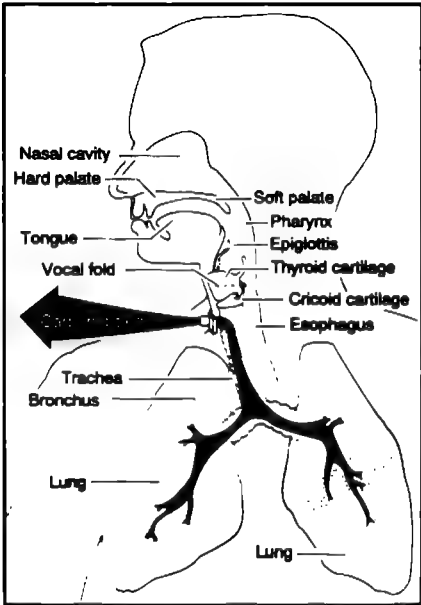 Nasal cavity
Hard palate
Soft palate
Pharynx
Tongue
Epiglottis
Vocal fold
Thyroid cartilage
Cricoid cartilage
Esophagus
Trachea
Bronchus
Lung
Lung